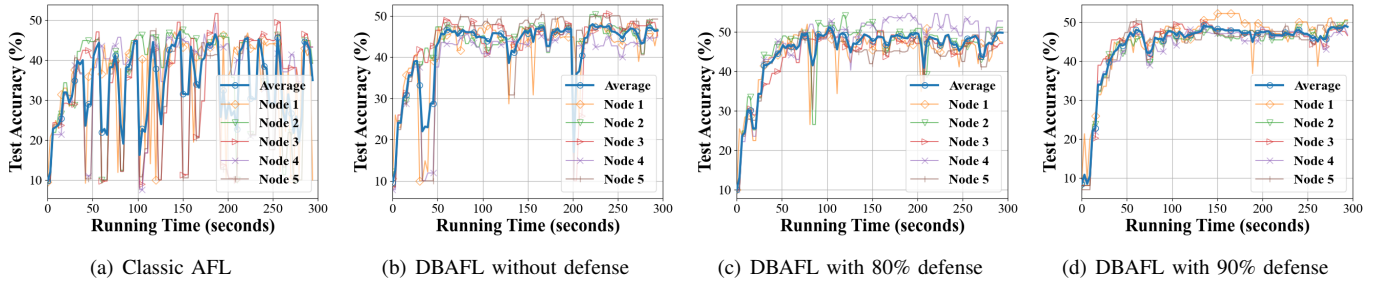 Test Accuracy (%)
50
40
30
20
10
0
50
100
150
200
250
300
Running Time (seconds)
Average
Node 1
Node 2
Node 3
Node 4
Node 5
(a) Classic AFL
Test Accuracy (%)
50
40
30
20
10
0
50
100
150
200
250
300
Running Time (seconds)
Average
Node 1
Node 2
Node 3
Node 4
Node 5
(b) DBAFL without defense
Test Accuracy (%)
50
40
30
20
10
0
50
100
150
200
250
300
Running Time (seconds)
Average
Node 1
Node 2
Node 3
Node 4
Node 5
(c) DBAFL with 80% defense
Test Accuracy (%)
50
40
30
20
10
0
50
100
150
200
250
300
Running Time (seconds)
Average
Node 1
Node 2
Node 3
Node 4
Node 5
(d) DBAFL with 90% defense